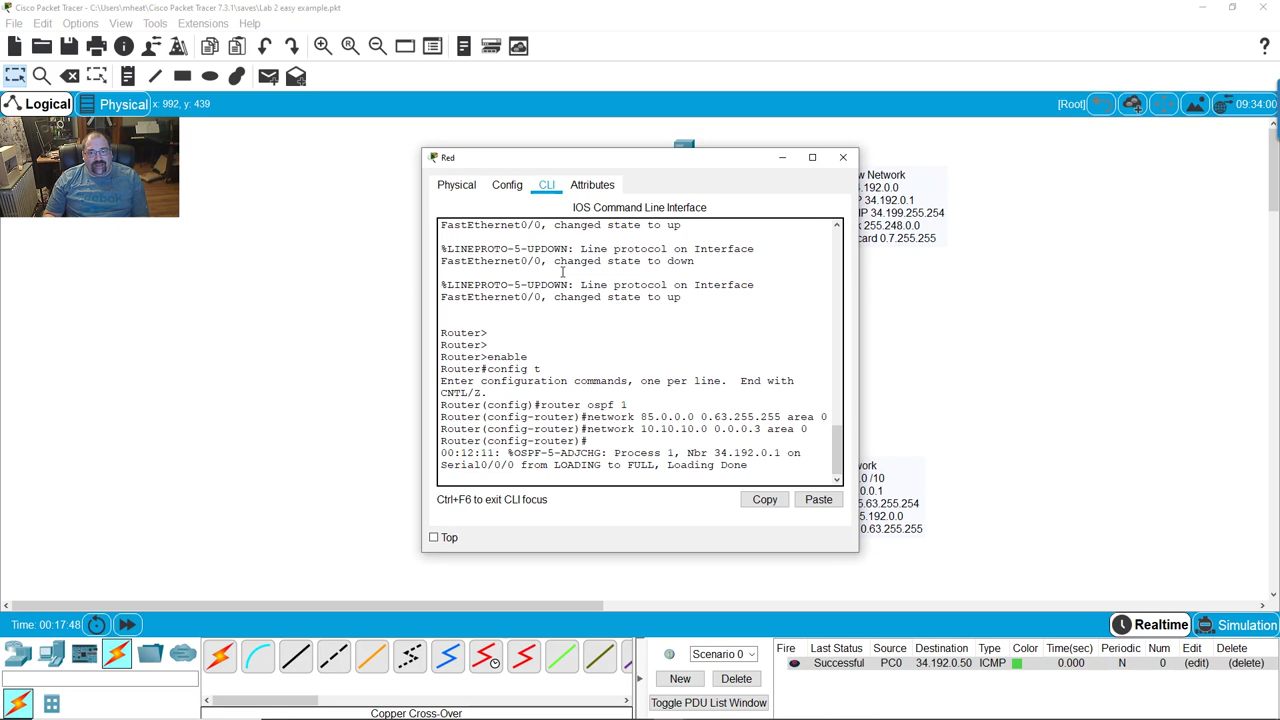 Cisco Packet Tracer - C:\Users\mheat\Cisco Packet Tracer 7.3.1\saves\Lab 2 easy example.pkt
File Edit Options View Tools Extensions Help
Logical Physical x: 992, y: 439 [Root] 09:34:00
Red
Physical Config CLI Attributes
IOS Command Line Interface
FastEthernet0/0, changed state to up
%LINEPROTO-5-UPDOWN: Line protocol on Interface
FastEthernet0/0, changed state to down
%LINEPROTO-5-UPDOWN: Line protocol on Interface
FastEthernet0/0, changed state to up
Router>
Router>
Router>enable
Router#config t
Enter configuration commands, one per line.  End with
CNTL/Z.
Router(config)#router ospf 1
Router(config-router)#network 85.0.0.0 0.63.255.255 area 0
Router(config-router)#network 10.10.10.0 0.0.0.3 area 0
Router(config-router)#
00:12:11: %OSPF-5-ADJCHG: Process 1, Nbr 34.192.0.1 on
Serial0/0/0 from LOADING to FULL, Loading Done
Ctrl+F6 to exit CLI focus
Copy Paste
Top
w Network
.192.0.0
34.192.0.1
IP 34.199.255.254
k 255.248.0.0
card 0.7.255.255
work
.0 /10
.0.0.1
5.63.255.254
5.192.0.0
0.63.255.255
Time: 00:17:48 Realtime Simulation
Scenario 0
New Delete
Toggle PDU List Window
Fire Last Status Source Destination Type Color Time(sec) Periodic Num Edit Delete
Successful PC0 34.192.0.50 ICMP 0.000 N 0 (edit) (delete)
Copper Cross-Over